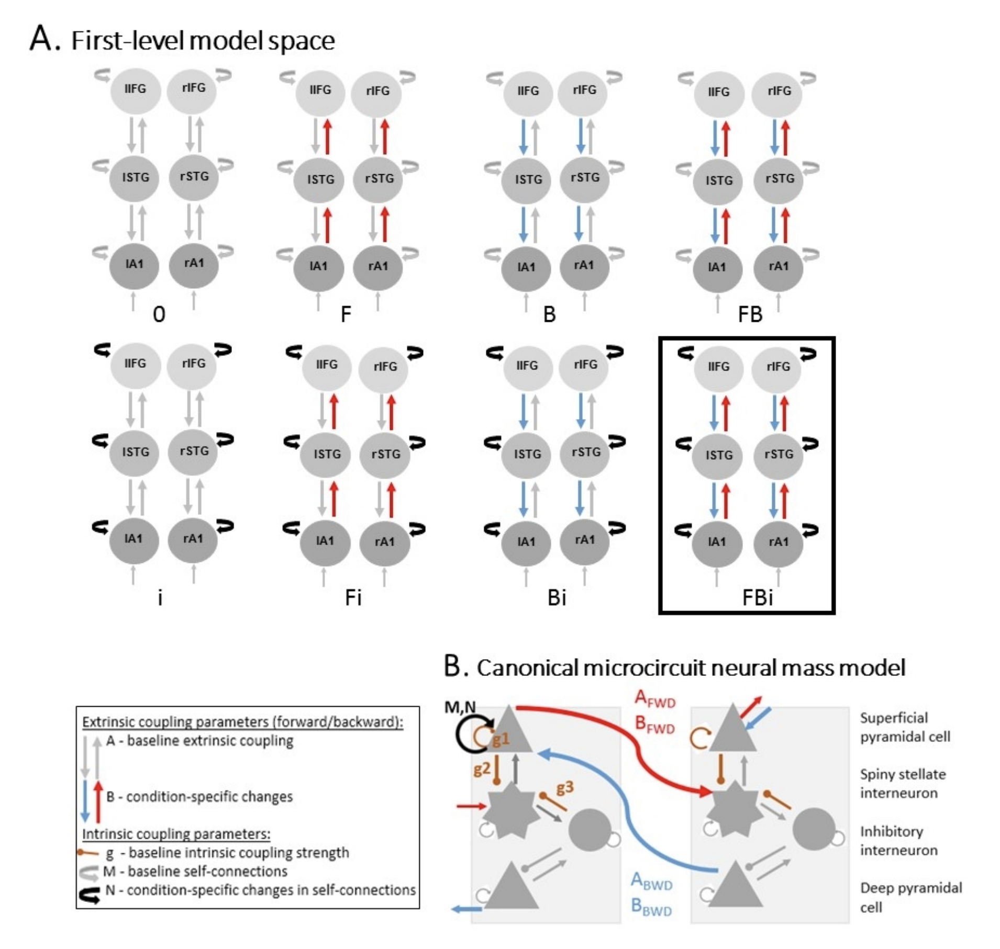 A. First-level model space
lIFG rIFG lIFG rIFG lIFG rIFG lIFG rIFG
lSTG rSTG lSTG rSTG lSTG rSTG lSTG rSTG
lA1 rA1 lA1 rA1 lA1 rA1 lA1 rA1
0 F B FB
lIFG rIFG lIFG rIFG lIFG rIFG lIFG rIFG
lSTG rSTG lSTG rSTG lSTG rSTG lSTG rSTG
lA1 rA1 lA1 rA1 lA1 rA1 lA1 rA1
i Fi Bi FBi
Extrinsic coupling parameters (forward/backward):
A - baseline extrinsic coupling
B - condition-specific changes
Intrinsic coupling parameters:
g - baseline intrinsic coupling strength
M - baseline self-connections
N - condition-specific changes in self-connections
B. Canonical microcircuit neural mass model
M,N
g1
g2
g3
AFWD
BFWD
ABWD
BBWD
Superficial
pyramidal cell
Spiny stellate
interneuron
Inhibitory
interneuron
Deep pyramidal
cell